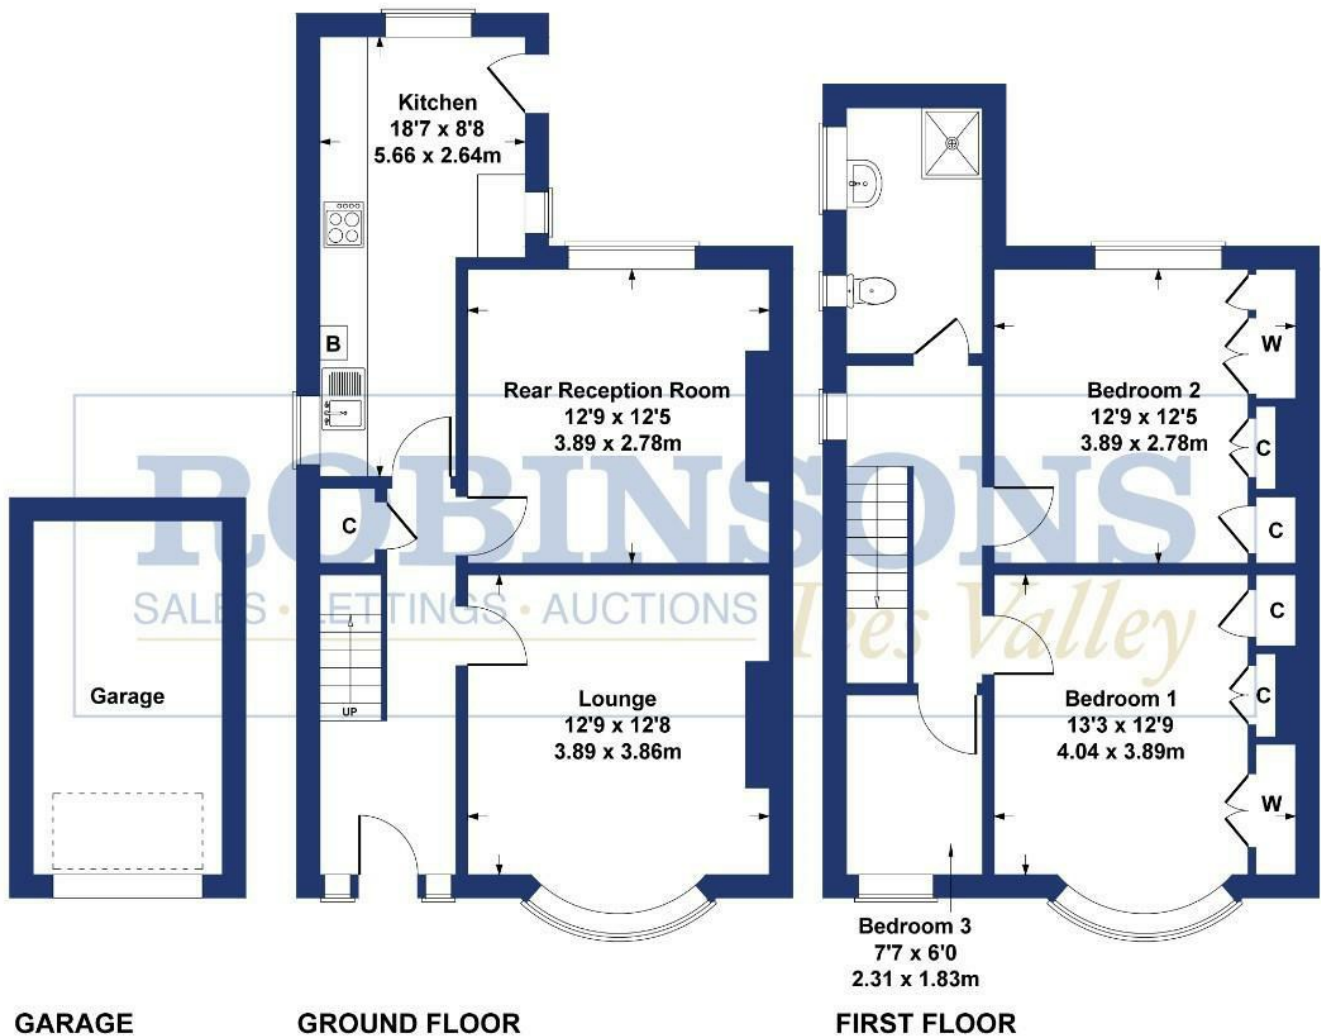 Kitchen
18'7 x 8'8
5.66 x 2.64m
B
Rear Reception Room
12'9 x 12'5
3.89 x 2.78m
C
UP
Lounge
12'9 x 12'8
3.89 x 3.86m
Garage
Bedroom 2
12'9 x 12'5
3.89 x 2.78m
W
C
C
Bedroom 1
13'3 x 12'9
4.04 x 3.89m
C
C
W
Bedroom 3
7'7 x 6'0
2.31 x 1.83m
ROBINSONS
SALES · LETTINGS · AUCTIONS
Tees Valley
GARAGE
GROUND FLOOR
FIRST FLOOR